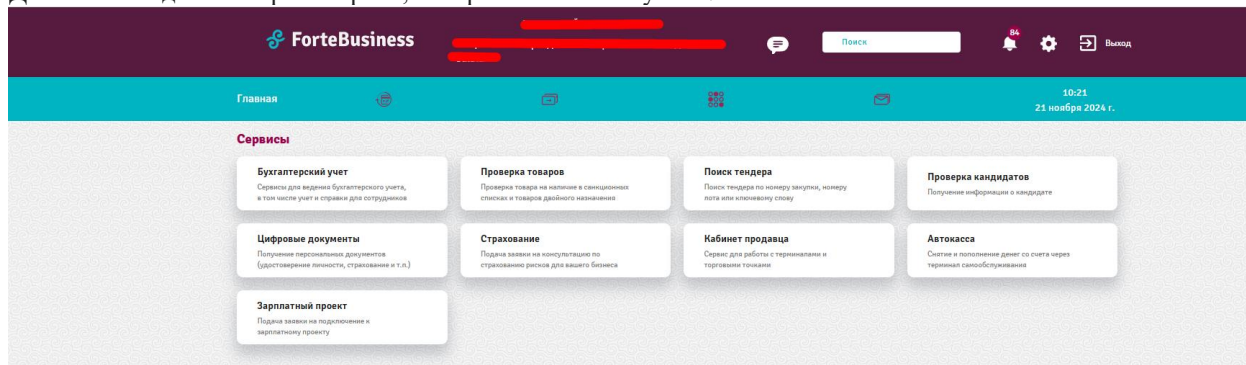 84
ForteBusiness
Поиск
Выход
Главная
10:21
21 ноября 2024 г.
Сервисы
Бухгалтерский учет
Сервисы для ведения бухгалтерского учета,
в том числе учет и справки для сотрудников
Проверка товаров
Проверка товара на наличие в санкционных
списках и товаров двойного назначения
Поиск тендера
Поиск тендера по номеру закупки, номеру
лота или ключевому слову
Проверка кандидатов
Получение информации о кандидате
Цифровые документы
Получение персональных документов
(удостоверение личности, страхование и т.п.)
Страхование
Подача заявки на консультацию по
страхованию рисков для вашего бизнеса
Кабинет продавца
Сервис для работы с терминалами и
торговыми точками
Автокасса
Снятие и пополнение денег со счета через
терминал самообслуживания
Зарплатный проект
Подача заявки на подключение к
зарплатному проекту